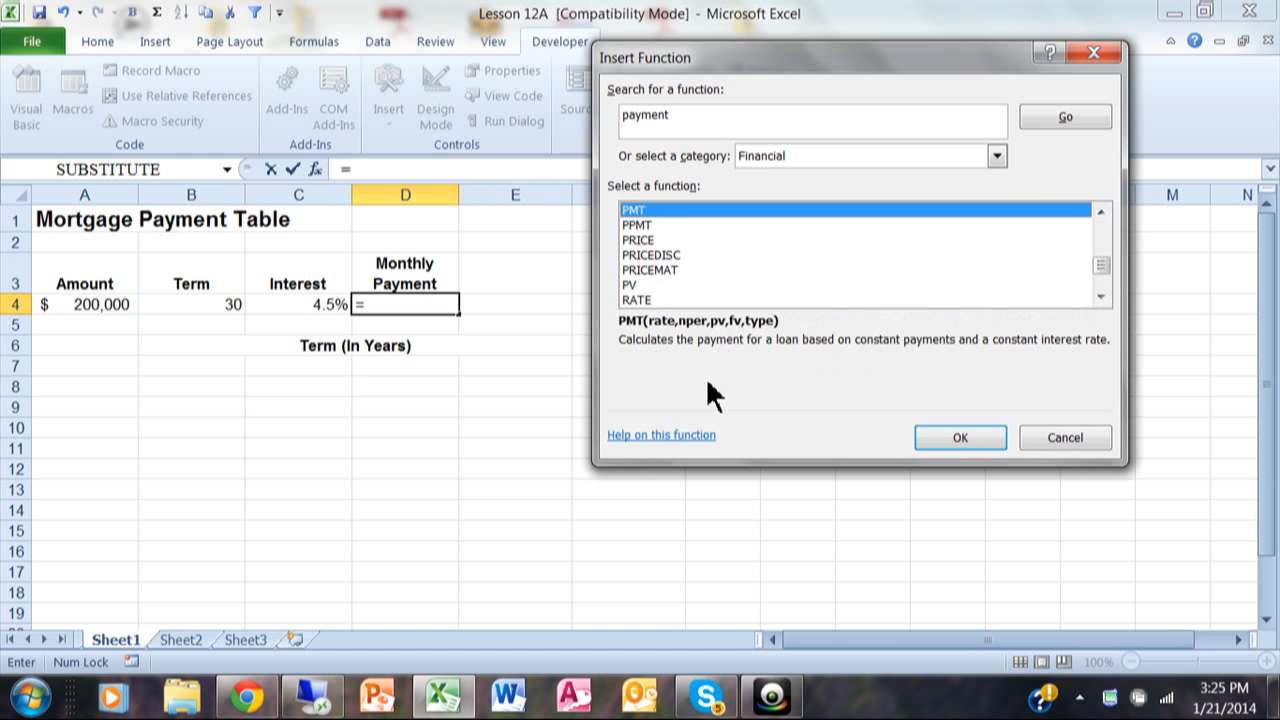 Lesson 12A [Compatibility Mode] - Microsoft Excel
File Home Insert Page Layout Formulas Data Review View Developer
Visual Basic
Macros
Record Macro
Use Relative References
Macro Security
Code
Add-Ins
COM Add-Ins
Add-Ins
Insert
Design Mode
Properties
View Code
Run Dialog
Controls
Insert Function
Search for a function:
payment
Go
Or select a category: Financial
Select a function:
PMT
PPMT
PRICE
PRICEDISC
PRICEMAT
PV
RATE
PMT(rate,nper,pv,fv,type)
Calculates the payment for a loan based on constant payments and a constant interest rate.
Help on this function
OK
Cancel
SUBSTITUTE fx =
A B C D E M N
1 Mortgage Payment Table
2
3 Amount Term Interest Monthly Payment
4 $ 200,000 30 4.5% =
5
6 Term (In Years)
7
8
9
10
11
12
13
14
15
16
17
18
19
Sheet1 Sheet2 Sheet3
Enter Num Lock 100%
3:25 PM
1/21/2014